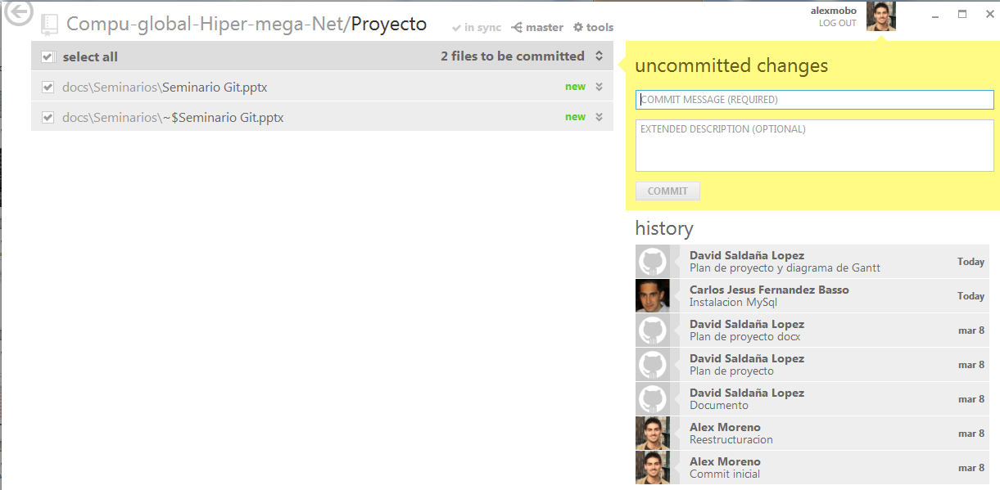 Compu-global-Hiper-mega-Net/Proyecto
in sync
master
tools
alexmobo
LOG OUT
select all
2 files to be committed
docs\Seminarios\Seminario Git.pptx
new
docs\Seminarios\~$Seminario Git.pptx
new
uncommitted changes
COMMIT MESSAGE (REQUIRED)
EXTENDED DESCRIPTION (OPTIONAL)
COMMIT
history
David Saldaña Lopez
Plan de proyecto y diagrama de Gantt
Today
Carlos Jesus Fernandez Basso
Instalacion MySql
Today
David Saldaña Lopez
Plan de proyecto docx
mar 8
David Saldaña Lopez
Plan de proyecto
mar 8
David Saldaña Lopez
Documento
mar 8
Alex Moreno
Reestructuracion
mar 8
Alex Moreno
Commit inicial
mar 8